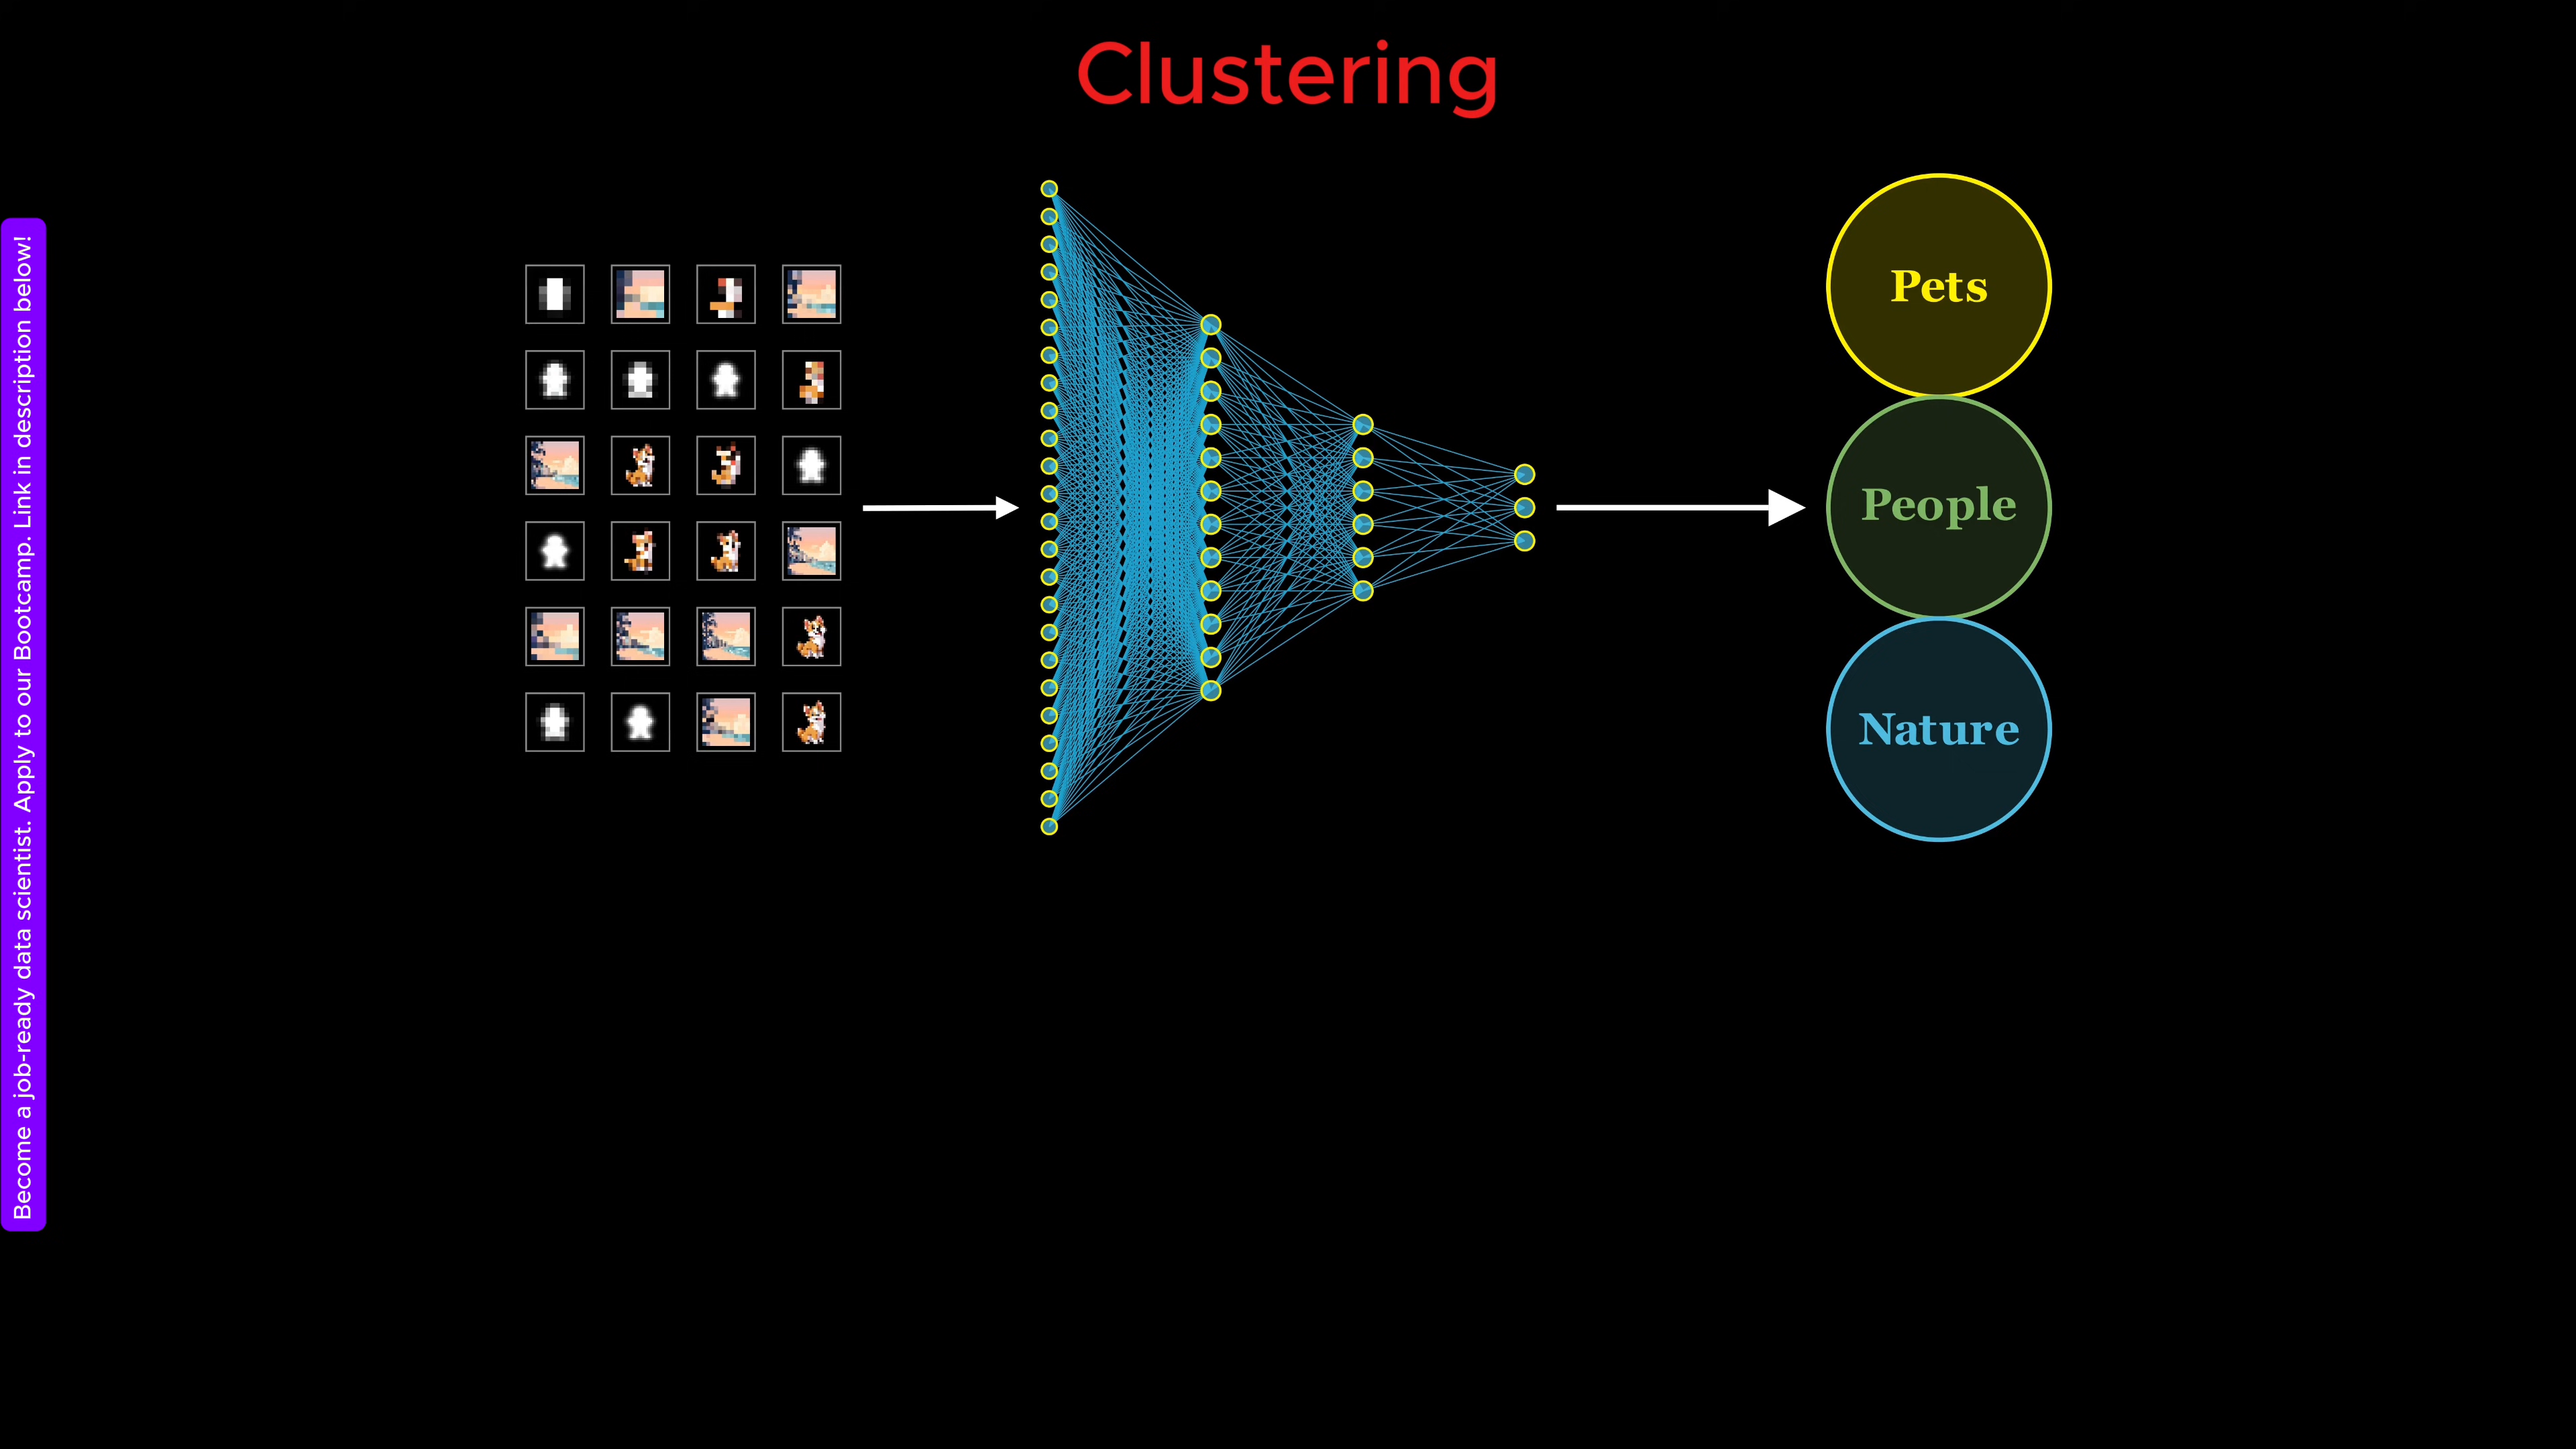 Clustering
Pets
People
Nature
Become a job-ready data scientist. Apply to our Bootcamp. Link in description below!